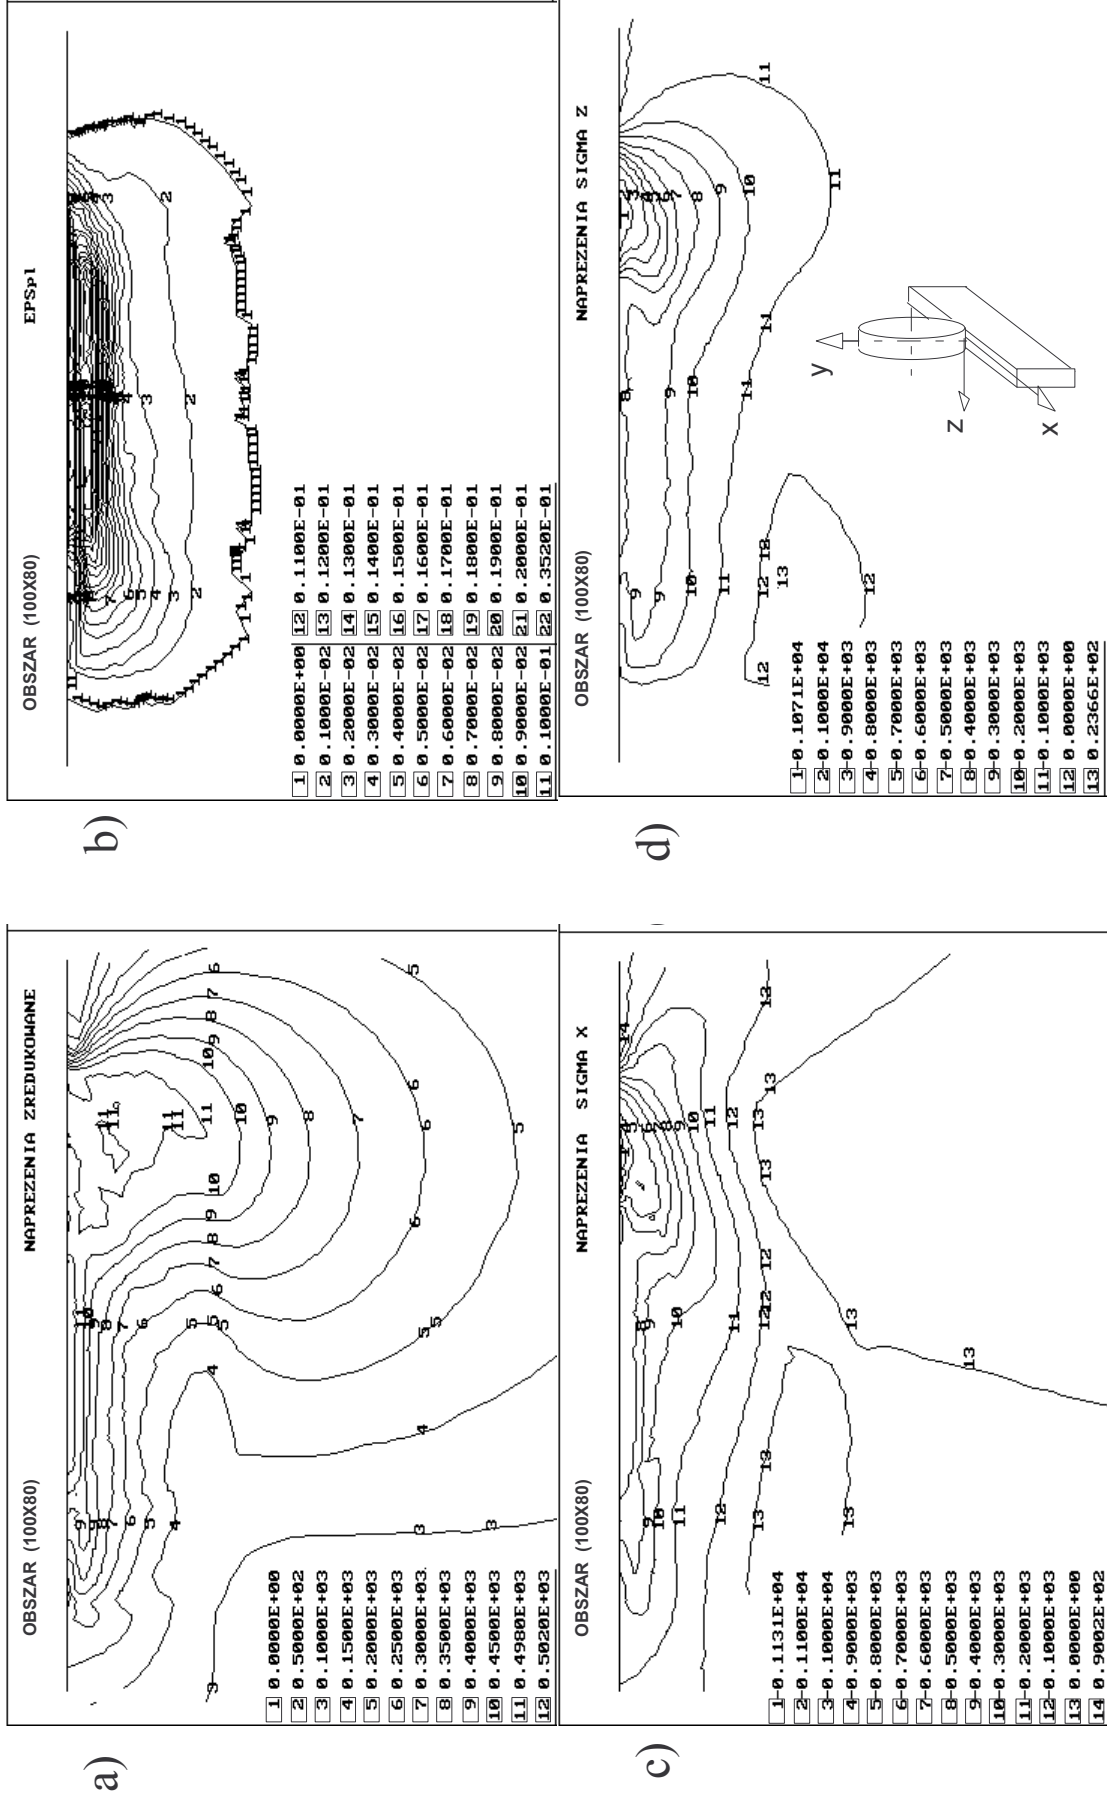 a)
OBSZAR (100X80)
NAPREZENIA ZREDUKOWANE
1 0.0000E+00
2 0.5000E+02
3 0.1000E+03
4 0.1500E+03
5 0.2000E+03
6 0.2500E+03
7 0.3000E+03
8 0.3500E+03
9 0.4000E+03
10 0.4500E+03
11 0.4980E+03
12 0.5020E+03
b)
OBSZAR (100X80)
EPSpl
1 0.0000E+00 12 0.1100E-01
2 0.1000E-02 13 0.1200E-01
3 0.2000E-02 14 0.1300E-01
4 0.3000E-02 15 0.1400E-01
5 0.4000E-02 16 0.1500E-01
6 0.5000E-02 17 0.1600E-01
7 0.6000E-02 18 0.1700E-01
8 0.7000E-02 19 0.1800E-01
9 0.8000E-02 20 0.1900E-01
10 0.9000E-02 21 0.2000E-01
11 0.1000E-01 22 0.3520E-01
c)
OBSZAR (100X80)
NAPREZENIA SIGMA X
1-0.1131E+04
2-0.1100E+04
3-0.1000E+04
4-0.9000E+03
5-0.8000E+03
6-0.7000E+03
7-0.6000E+03
8-0.5000E+03
9-0.4000E+03
10-0.3000E+03
11-0.2000E+03
12-0.1000E+03
13 0.0000E+00
14 0.9002E+02
d)
OBSZAR (100X80)
NAPREZENIA SIGMA Z
1-0.1071E+04
2-0.1000E+04
3-0.9000E+03
4-0.8000E+03
5-0.7000E+03
6-0.6000E+03
7-0.5000E+03
8-0.4000E+03
9-0.3000E+03
10-0.2000E+03
11-0.1000E+03
12 0.0000E+00
13 0.2366E+02
y
z
x